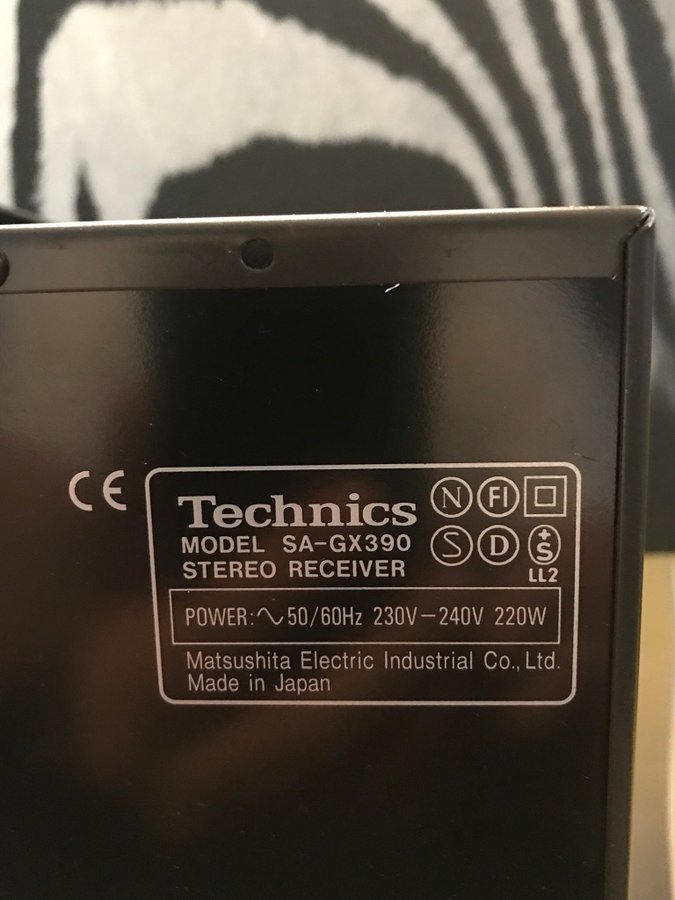 CE
Technics N FI
MODEL SA-GX390 S D +S
STEREO RECEIVER LL2
POWER:∿50/60Hz 230V-240V 220W
Matsushita Electric Industrial Co., Ltd.
Made in Japan